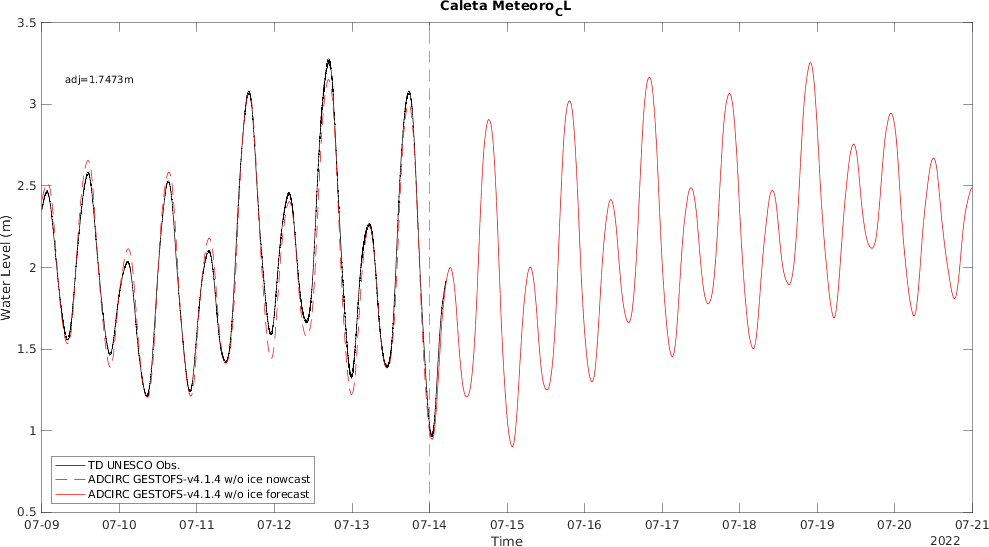 Caleta Meteoro_CL
adj=1.7473m
Water Level (m)
3.5
3
2.5
2
1.5
1
0.5
TD UNESCO Obs.
ADCIRC GESTOFS-v4.1.4 w/o ice nowcast
ADCIRC GESTOFS-v4.1.4 w/o ice forecast
07-09 07-10 07-11 07-12 07-13 07-14 07-15 07-16 07-17 07-18 07-19 07-20 07-21
Time
2022